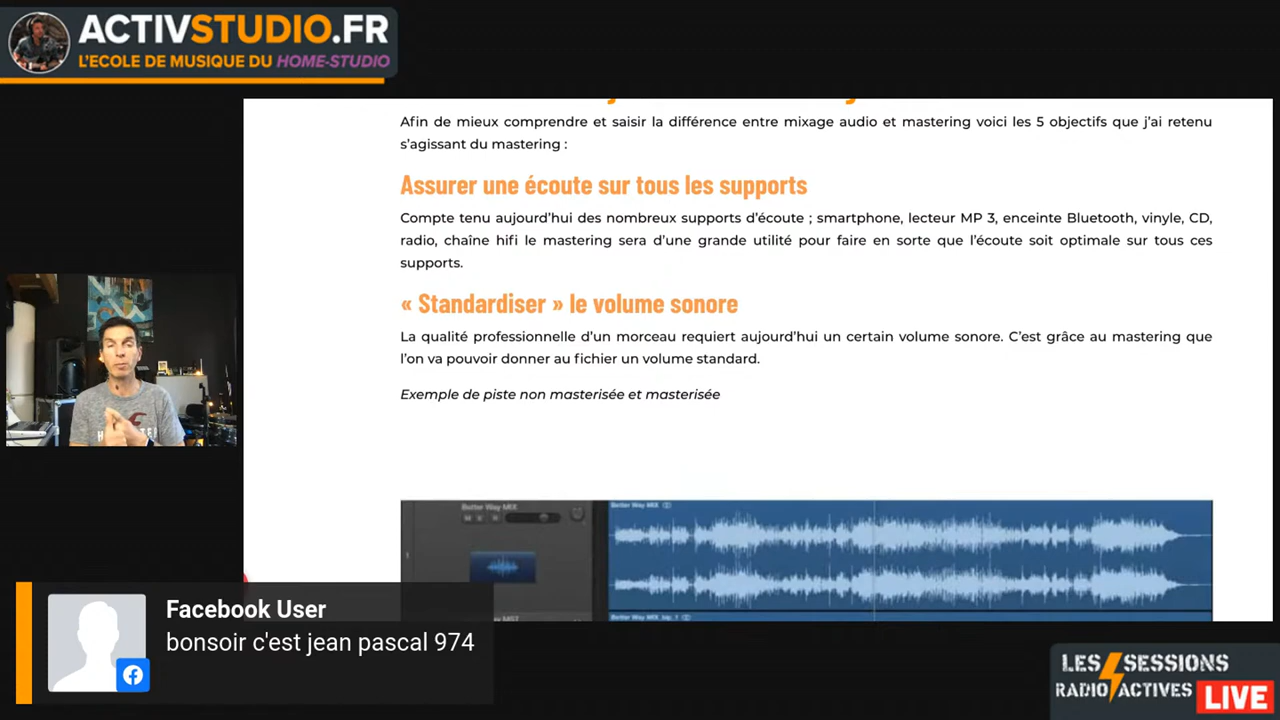 ACTIVSTUDIO.FR
L'ECOLE DE MUSIQUE DU HOME-STUDIO
Afin de mieux comprendre et saisir la différence entre mixage audio et mastering voici les 5 objectifs que j'ai retenu
s'agissant du mastering :
Assurer une écoute sur tous les supports
Compte tenu aujourd'hui des nombreux supports d'écoute ; smartphone, lecteur MP 3, enceinte Bluetooth, vinyle, CD,
radio, chaîne hifi le mastering sera d'une grande utilité pour faire en sorte que l'écoute soit optimale sur tous ces
supports.
« Standardiser » le volume sonore
La qualité professionnelle d'un morceau requiert aujourd'hui un certain volume sonore. C'est grâce au mastering que
l'on va pouvoir donner au fichier un volume standard.
Exemple de piste non masterisée et masterisée
Better Way MIX
Better Way MIX
M S R
Facebook User
bonsoir c'est jean pascal 974
LES SESSIONS
RADIO ACTIVES
LIVE